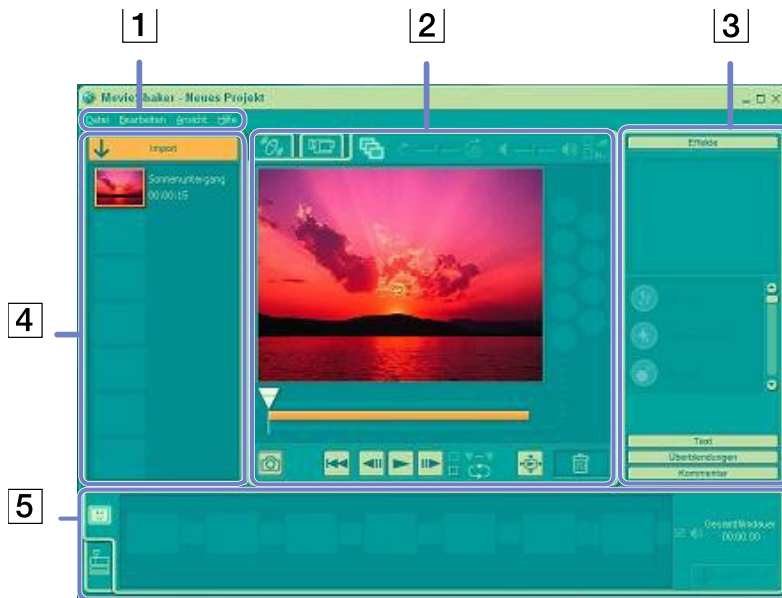 1
2
3
MovieShaker - Neues Projekt
Datei Bearbeiten Ansicht Hilfe
Import
Effekte
Sonnenuntergang
00:00:15
4
Text
Überblendungen
Kommentar
5
Gesamtfilmdauer
00:00.00